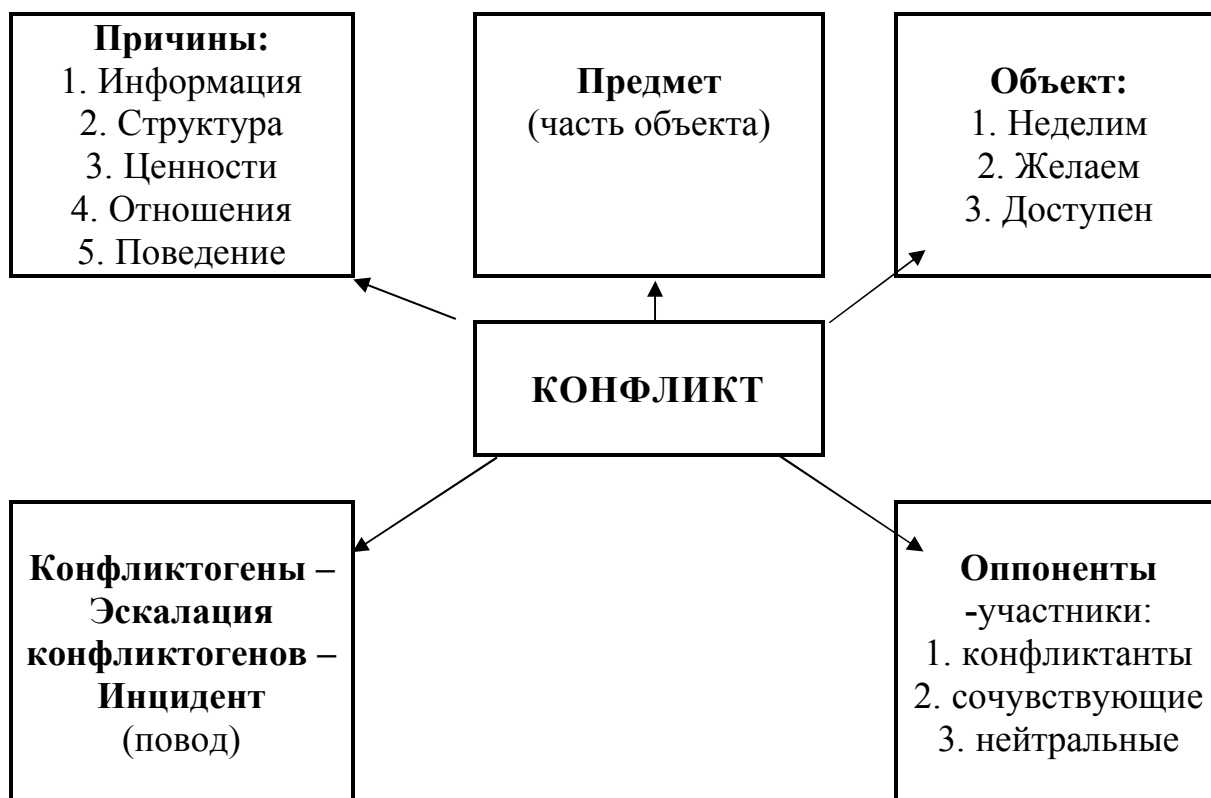 Причины:
1. Информация
2. Структура
3. Ценности
4. Отношения
5. Поведение
Предмет
(часть объекта)
Объект:
1. Неделим
2. Желаем
3. Доступен
КОНФЛИКТ
Конфликтогены –
Эскалация
конфликтогенов –
Инцидент
(повод)
Оппоненты
-участники:
1. конфликтанты
2. сочувствующие
3. нейтральные